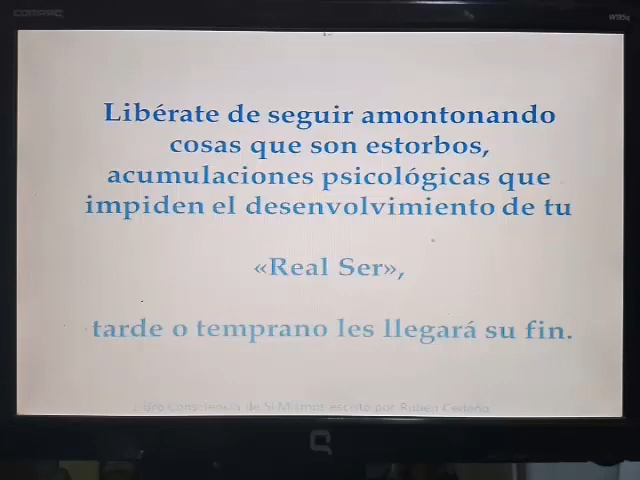 COMPAQ
Libérate de seguir amontonando
cosas que son estorbos,
acumulaciones psicológicas que
impiden el desenvolvimiento de tu
«Real Ser»,
tarde o temprano les llegará su fin.
Libro Consciencia de Sí Mismos escrito por Rubén Cedeño